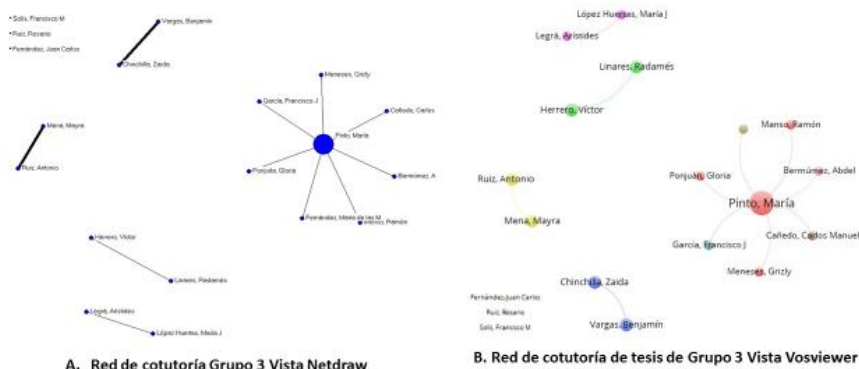 Solís, Francisco M
Ruiz, Rosario
Fernández, Juan Carlos
Vargas, Benjamín
Chinchilla, Zaida
Mena, Mayra
Ruiz, Antonio
Meneses, Grizly
García, Francisco J
Cañedo, Carlos
Pinto, María
Ponjuán, Gloria
Bermúmez, A
Fernández, María de las M
Ramón
Herrero, Víctor
Linares, Radamés
Legrá, Arístides
López Huertas, María J
A. Red de cotutoría Grupo 3 Vista Netdraw
López Huertas, María J
Legrá, Arístides
Linares, Radamés
Herrero, Víctor
Manso, Ramón
Ruiz, Antonio
Ponjuán, Gloria
Bermúmez, Abdel
Pinto, María
Mena, Mayra
García, Francisco J
Cañedo, Carlos Manuel
Meneses, Grizly
Chinchilla, Zaida
Fernández, Juan Carlos
Ruiz, Rosario
Solís, Francisco M
Vargas, Benjamín
B. Red de cotutoría de tesis de Grupo 3 Vista Vosviewer